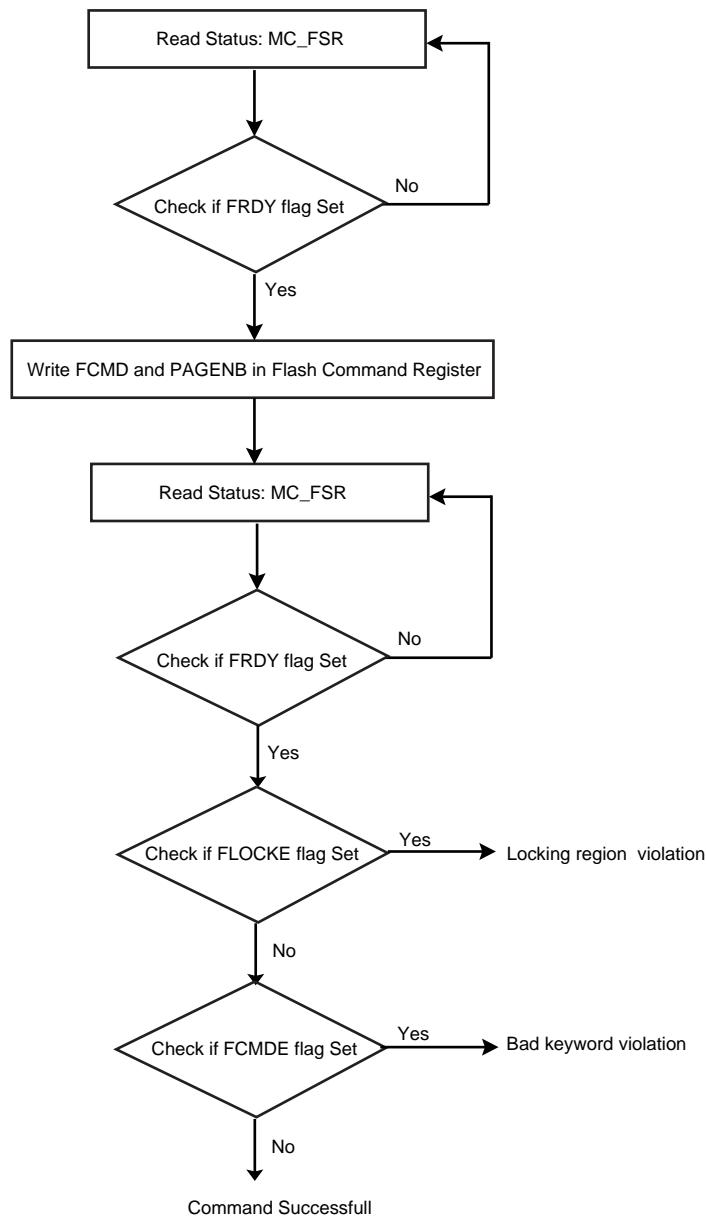 Read Status: MC_FSR
Check if FRDY flag Set
No
Yes
Write FCMD and PAGENB in Flash Command Register
Read Status: MC_FSR
Check if FRDY flag Set
No
Yes
Check if FLOCKE flag Set
Yes
Locking region violation
No
Check if FCMDE flag Set
Yes
Bad keyword violation
No
Command Successfull